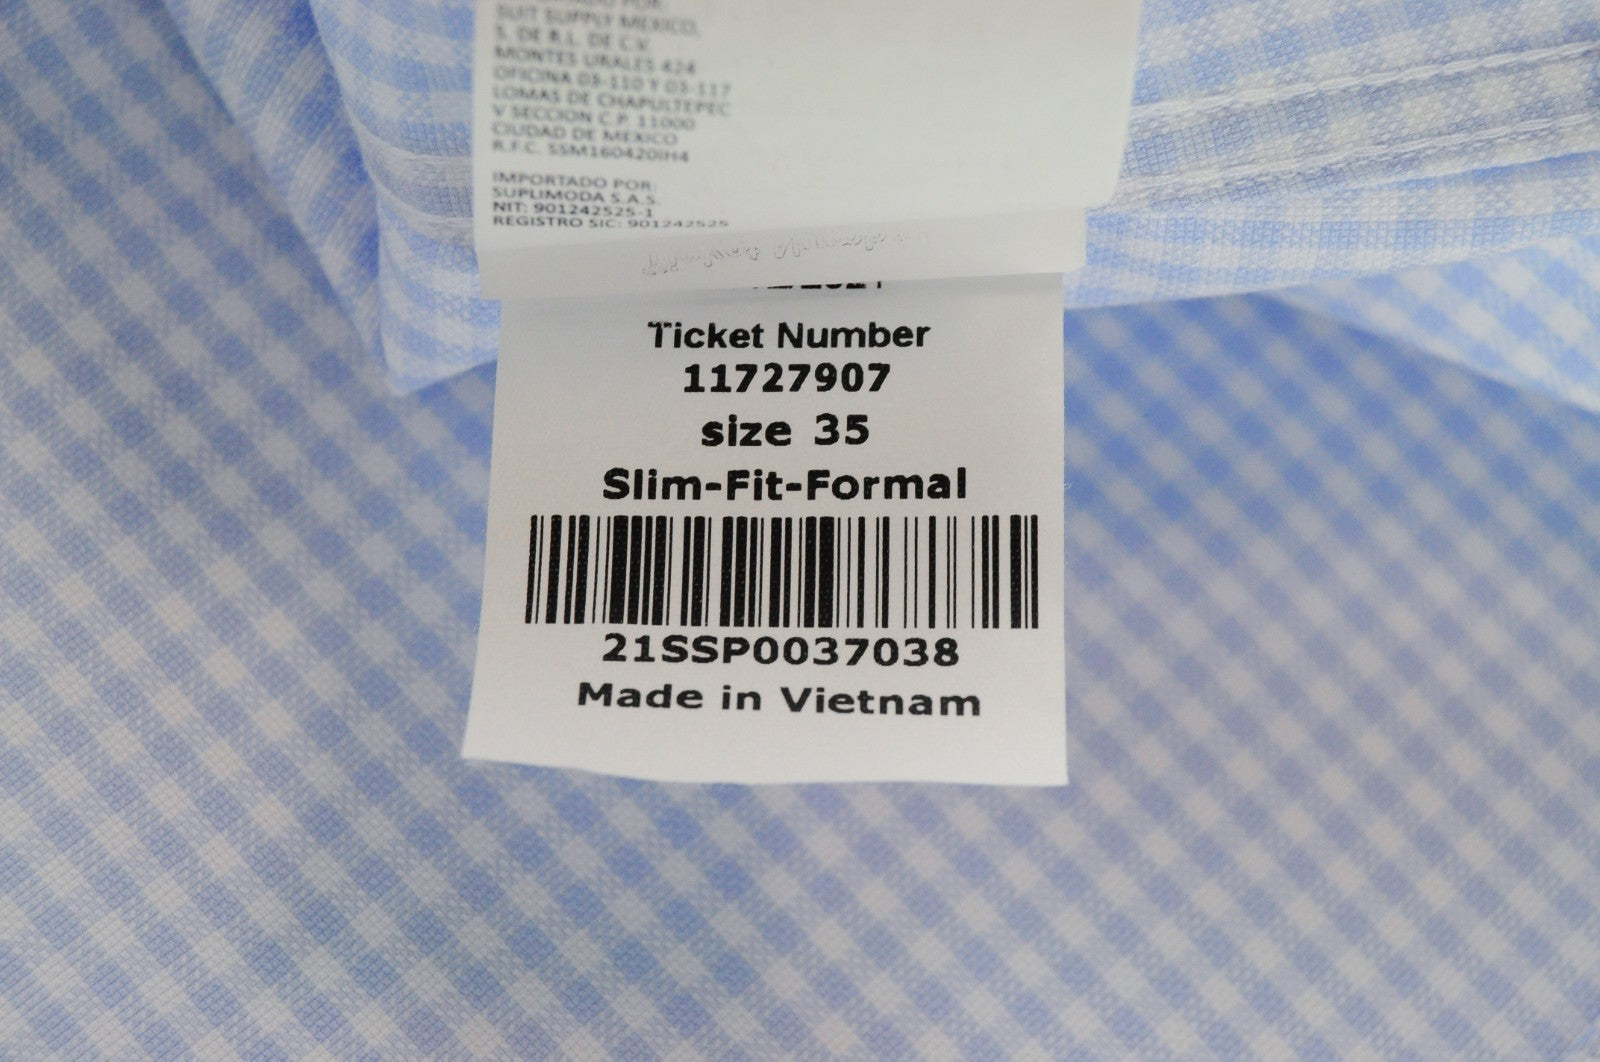 SUIT SUPPLY MEXICO,
S. DE R.L. DE C.V.
MONTES URALES 424
OFICINA 03-110 Y 03-117
LOMAS DE CHAPULTEPEC
V SECCION C.P. 11000
CIUDAD DE MEXICO
R.F.C. SSM160420IH4
IMPORTADO POR:
SUPLIMODA S.A.S.
NIT: 901242525-1
REGISTRO SIC: 901242525
Ticket Number
11727907
size 35
Slim-Fit-Formal
21SSP0037038
Made in Vietnam